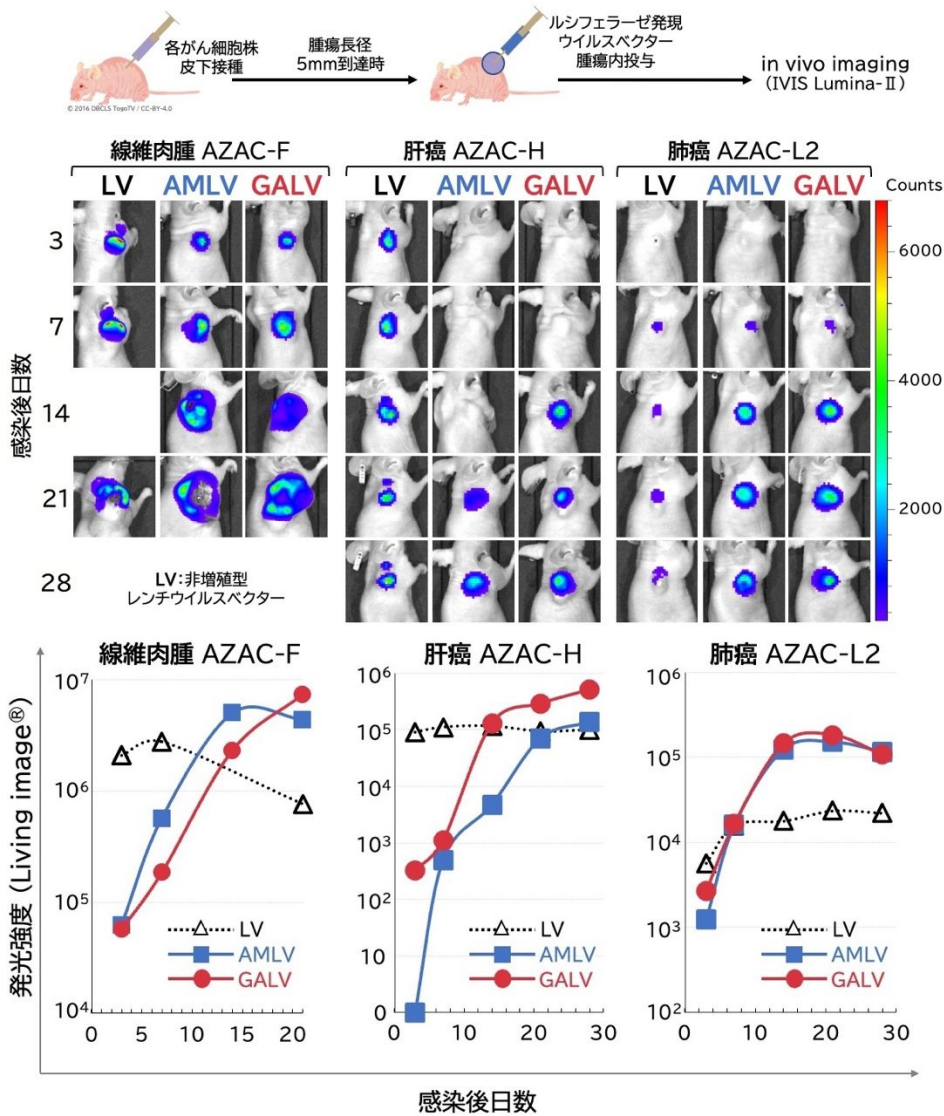 各がん細胞株
皮下接種
腫瘍長径
5mm到達時
ルシフェラーゼ発現
ウイルスベクター
腫瘍内投与
in vivo imaging
(IVIS Lumina-Ⅱ)
© 2016 DBCLS TogoTV / CC-BY-4.0
線維肉腫 AZAC-F
肝癌 AZAC-H
肺癌 AZAC-L2
LV AMLV GALV
LV AMLV GALV
LV AMLV GALV
Counts
感染後日数
3
7
14
21
28
6000
4000
2000
LV:非増殖型
レンチウイルスベクター
発光強度 (Living image®)
線維肉腫 AZAC-F
10⁷
10⁶
10⁵
10⁴
0 5 10 15 20
LV
AMLV
GALV
肝癌 AZAC-H
10⁶
10⁵
10⁴
10³
10²
10
0
0 10 20 30
LV
AMLV
GALV
肺癌 AZAC-L2
10⁶
10⁵
10⁴
10³
10²
0 10 20 30
LV
AMLV
GALV
感染後日数